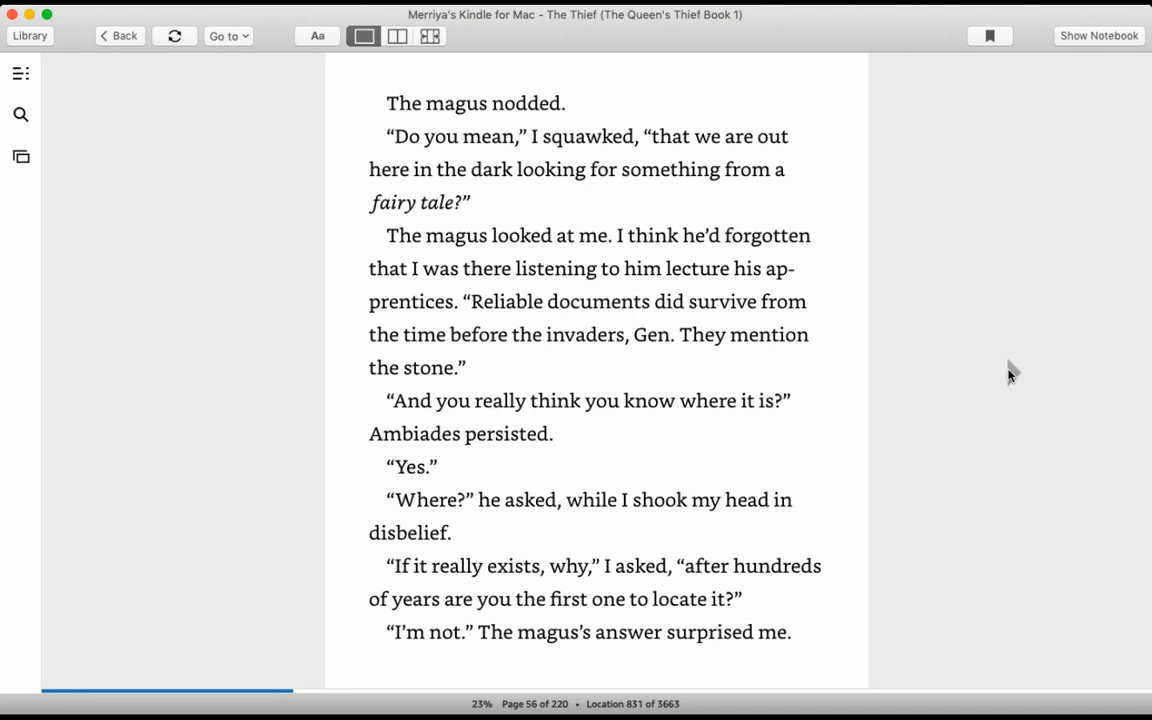 Merriya's Kindle for Mac - The Thief (The Queen's Thief Book 1)
Library
Back
Go to
Aa
Show Notebook
The magus nodded.
“Do you mean,” I squawked, “that we are out
here in the dark looking for something from a
fairy tale?”
The magus looked at me. I think he’d forgotten
that I was there listening to him lecture his ap-
prentices. “Reliable documents did survive from
the time before the invaders, Gen. They mention
the stone.”
“And you really think you know where it is?”
Ambiades persisted.
“Yes.”
“Where?” he asked, while I shook my head in
disbelief.
“If it really exists, why,” I asked, “after hundreds
of years are you the first one to locate it?”
“I’m not.” The magus’s answer surprised me.
23% Page 56 of 220 • Location 831 of 3663